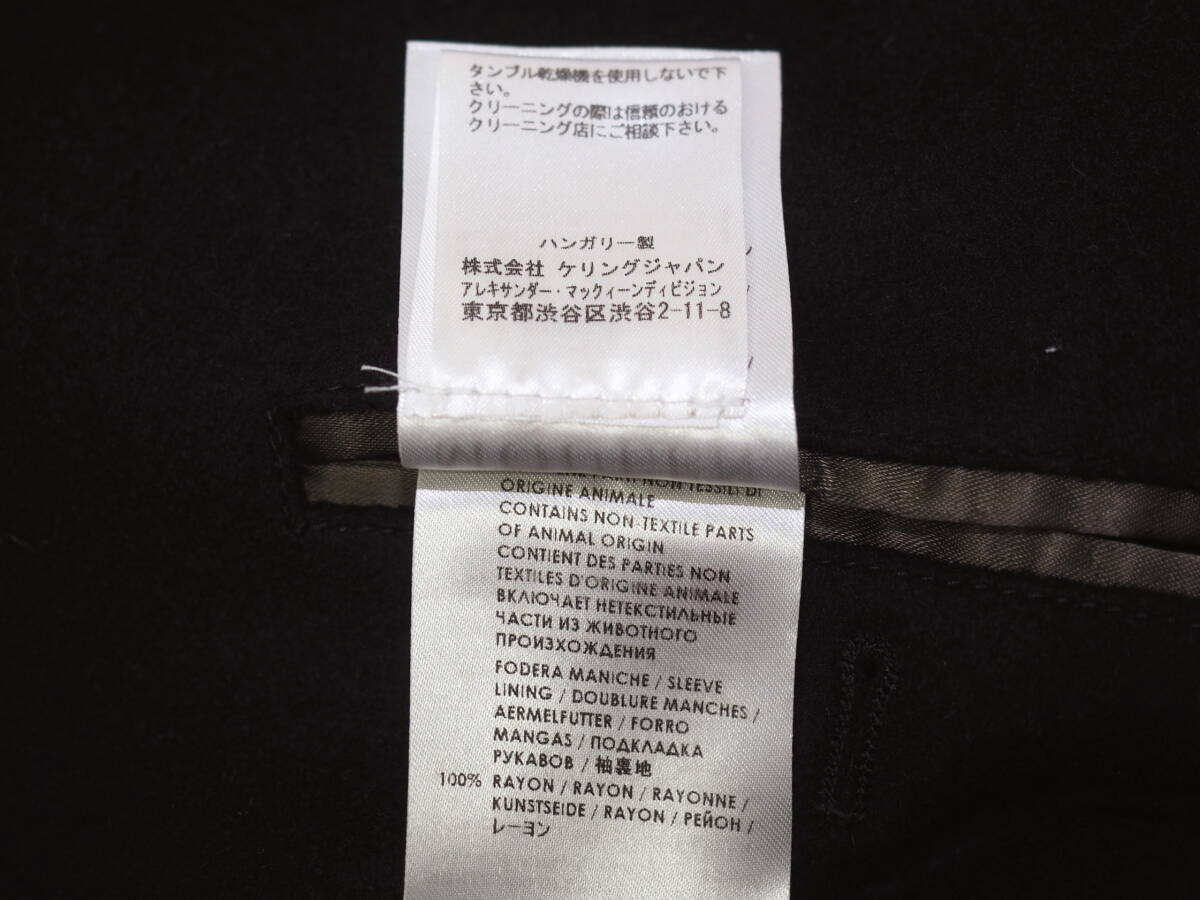 タンブル乾燥機を使用しないで下
さい。
クリーニングの際は信頼のおける
クリーニング店にご相談下さい。
ハンガリー製
株式会社 ケリングジャパン
アレキサンダー・マックィーンディビジョン
東京都渋谷区渋谷2-11-8
PARTI NON TESSILI DI
ORIGINE ANIMALE
CONTAINS NON-TEXTILE PARTS
OF ANIMAL ORIGIN
CONTIENT DES PARTIES NON
TEXTILES D'ORIGINE ANIMALE
ВКЛЮЧАЕТ НЕТЕКСТИЛЬНЫЕ
ЧАСТИ ИЗ ЖИВОТНОГО
ПРОИЗХОЖДЕНИЯ
FODERA MANICHE / SLEEVE
LINING / DOUBLURE MANCHES /
AERMELFUTTER / FORRO
MANGAS / ПОДКЛАДКА
РУКАВОВ / 袖裏地
100% RAYON / RAYON / RAYONNE /
KUNSTSEIDE / RAYON / РЕЙОН /
レーヨン